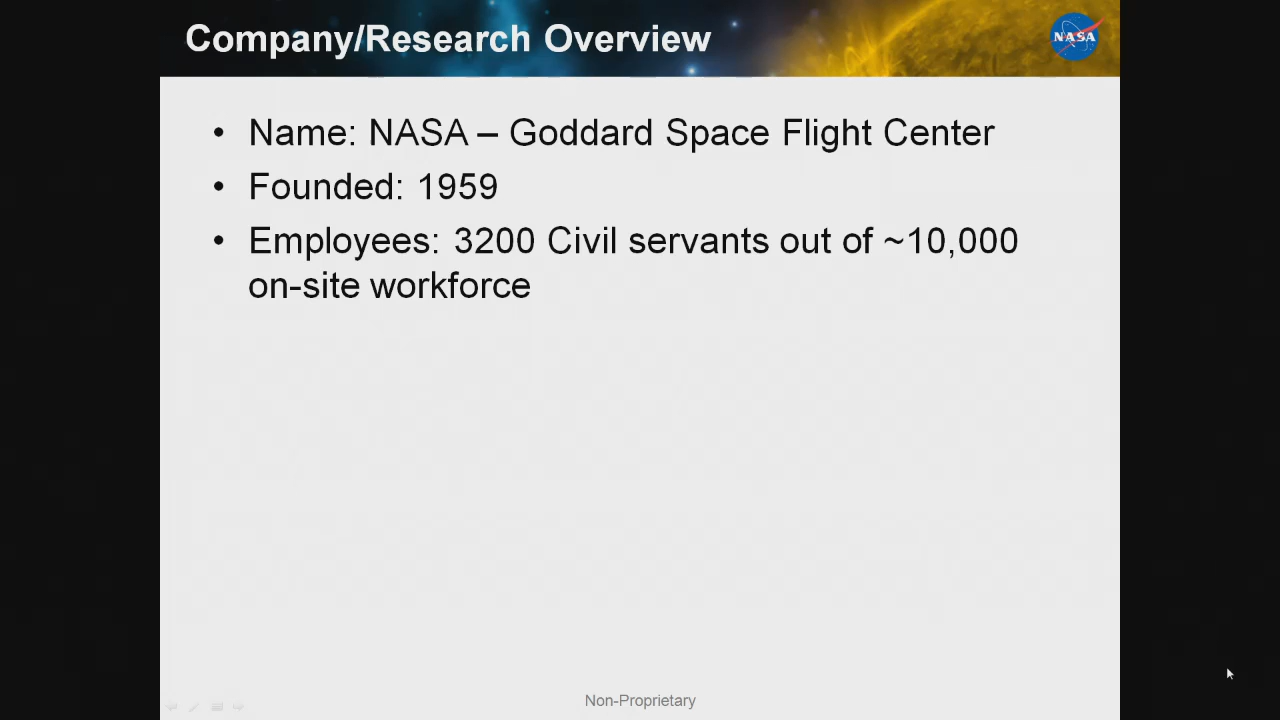 Company/Research Overview
NASA
• Name: NASA – Goddard Space Flight Center
• Founded: 1959
• Employees: 3200 Civil servants out of ~10,000
on-site workforce
Non-Proprietary